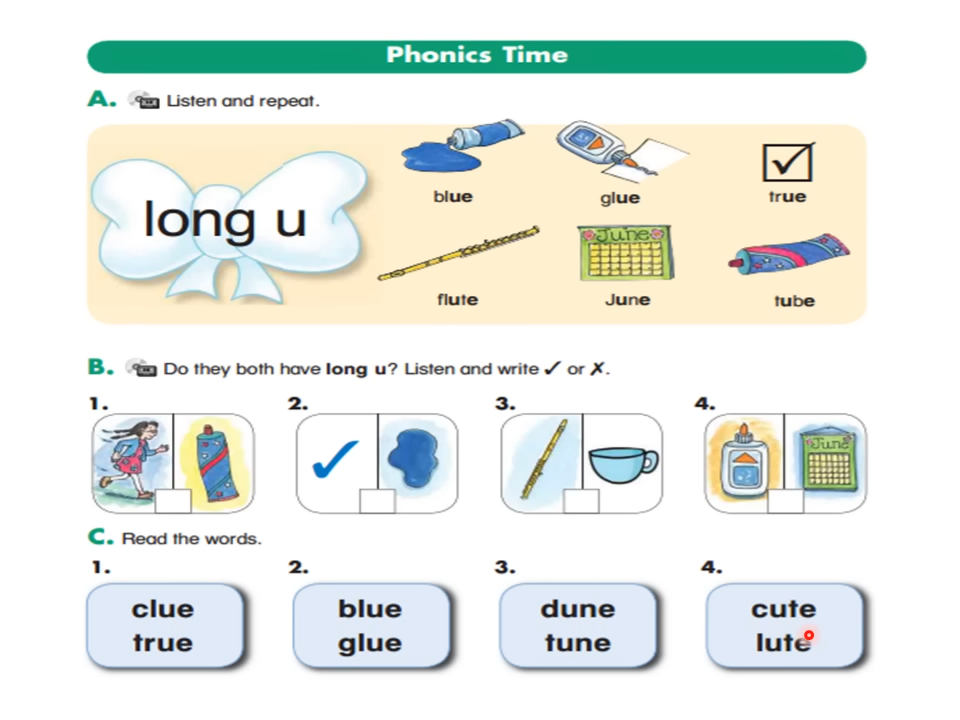 Phonics Time
A. Listen and repeat.
long u
blue glue true
June
flute June tube
B. Do they both have long u? Listen and write ✓ or ✗.
1. 2. 3. 4.
June
C. Read the words.
1. 2. 3. 4.
clue blue dune cute
true glue tune lute